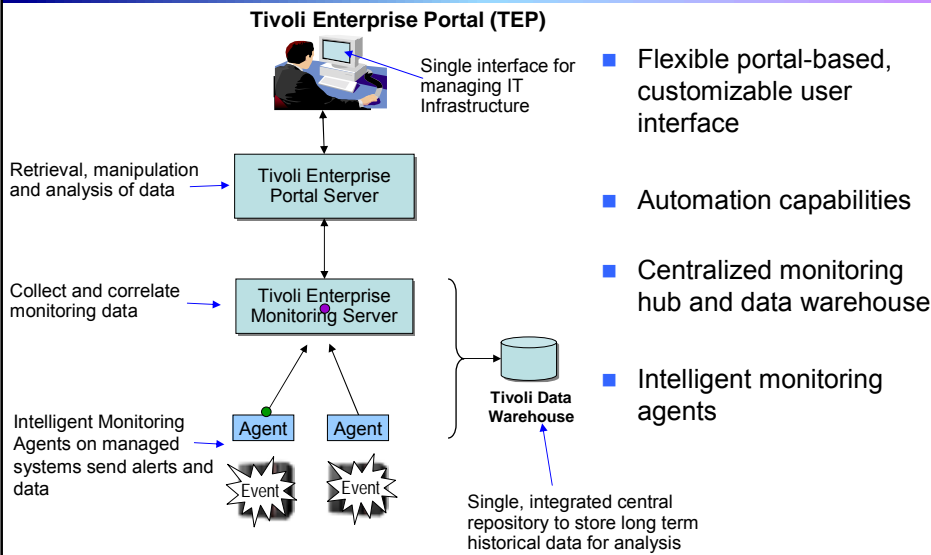 Tivoli Enterprise Portal (TEP)
Single interface for
managing IT
Infrastructure
Retrieval, manipulation
and analysis of data
Tivoli Enterprise
Portal Server
Collect and correlate
monitoring data
Tivoli Enterprise
Monitoring Server
Intelligent Monitoring
Agents on managed
systems send alerts and
data
Agent
Agent
Event
Event
Tivoli Data
Warehouse
Single, integrated central
repository to store long term
historical data for analysis
Flexible portal-based,
customizable user
interface
Automation capabilities
Centralized monitoring
hub and data warehouse
Intelligent monitoring
agents